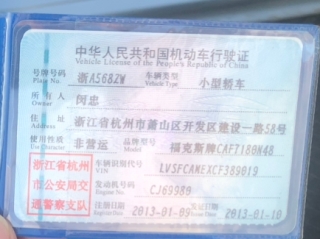 中华人民共和国机动车行驶证
Vehicle License of the People's Republic of China
号牌号码 浙A568ZW 车辆类型 小型轿车
Plate No. Vehicle Type
所有人 闵忠
Owner
住址 浙江省杭州市萧山区开发区建设一路58号
Address
使用性质 非营运 品牌型号 福克斯牌CAF7180N48
Use Character Model
浙江省杭州 车辆识别代号 LVSFCANEXCF389019
VIN
市公安局交 发动机号码 CJ69989
Engine No.
通警察支队 注册日期 2013-01-09 发证日期 2013-01-10
Register Date Issue Date